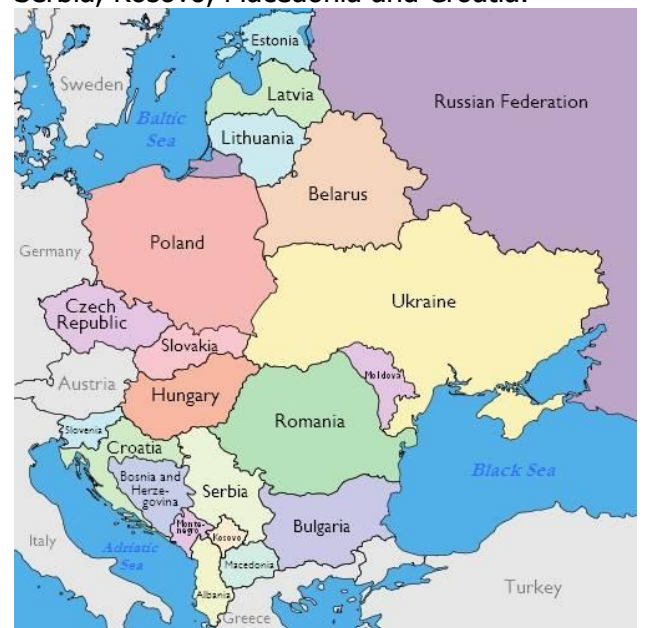 Serbia, Kosovo, Macedonia and Croatia.
Estonia
Sweden
Latvia
Russian Federation
Baltic
Sea
Lithuania
Belarus
Poland
Germany
Ukraine
Czech
Republic
Slovakia
Moldova
Austria
Hungary
Romania
Slovenia
Croatia
Black Sea
Bosnia and
Herze-
govina
Serbia
Bulgaria
Monte-
negro
Kosovo
Italy
Adriatic
Sea
Macedonia
Turkey
Albania
Greece